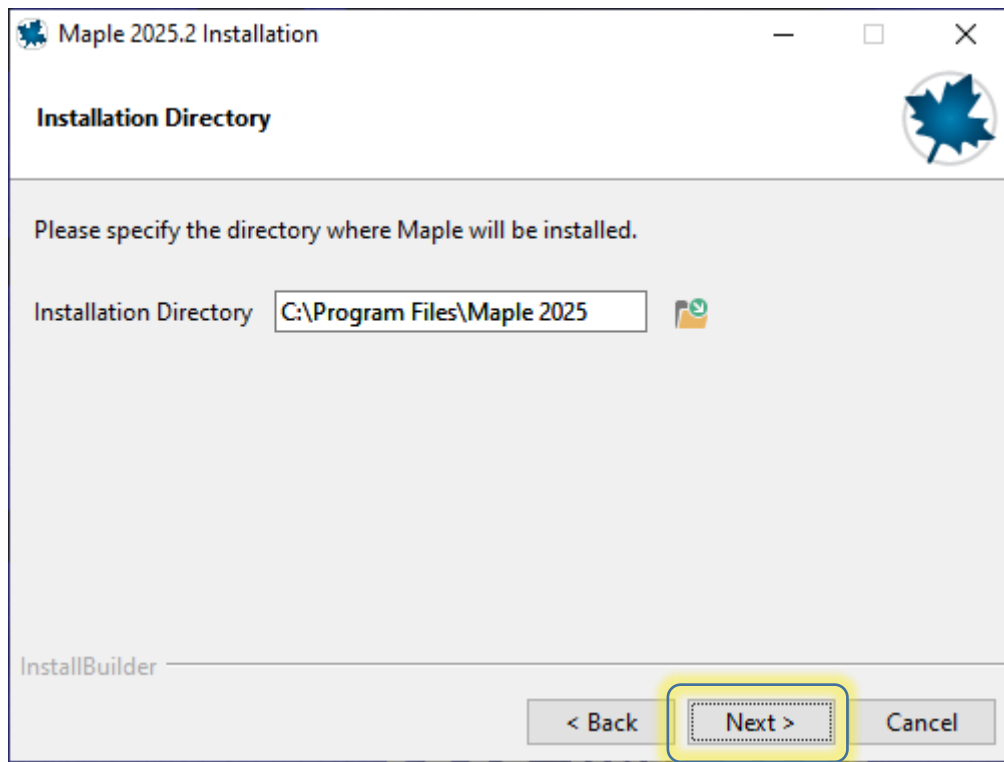 Maple 2025.2 Installation
Installation Directory
Please specify the directory where Maple will be installed.
Installation Directory C:\Program Files\Maple 2025
InstallBuilder
< Back Next > Cancel